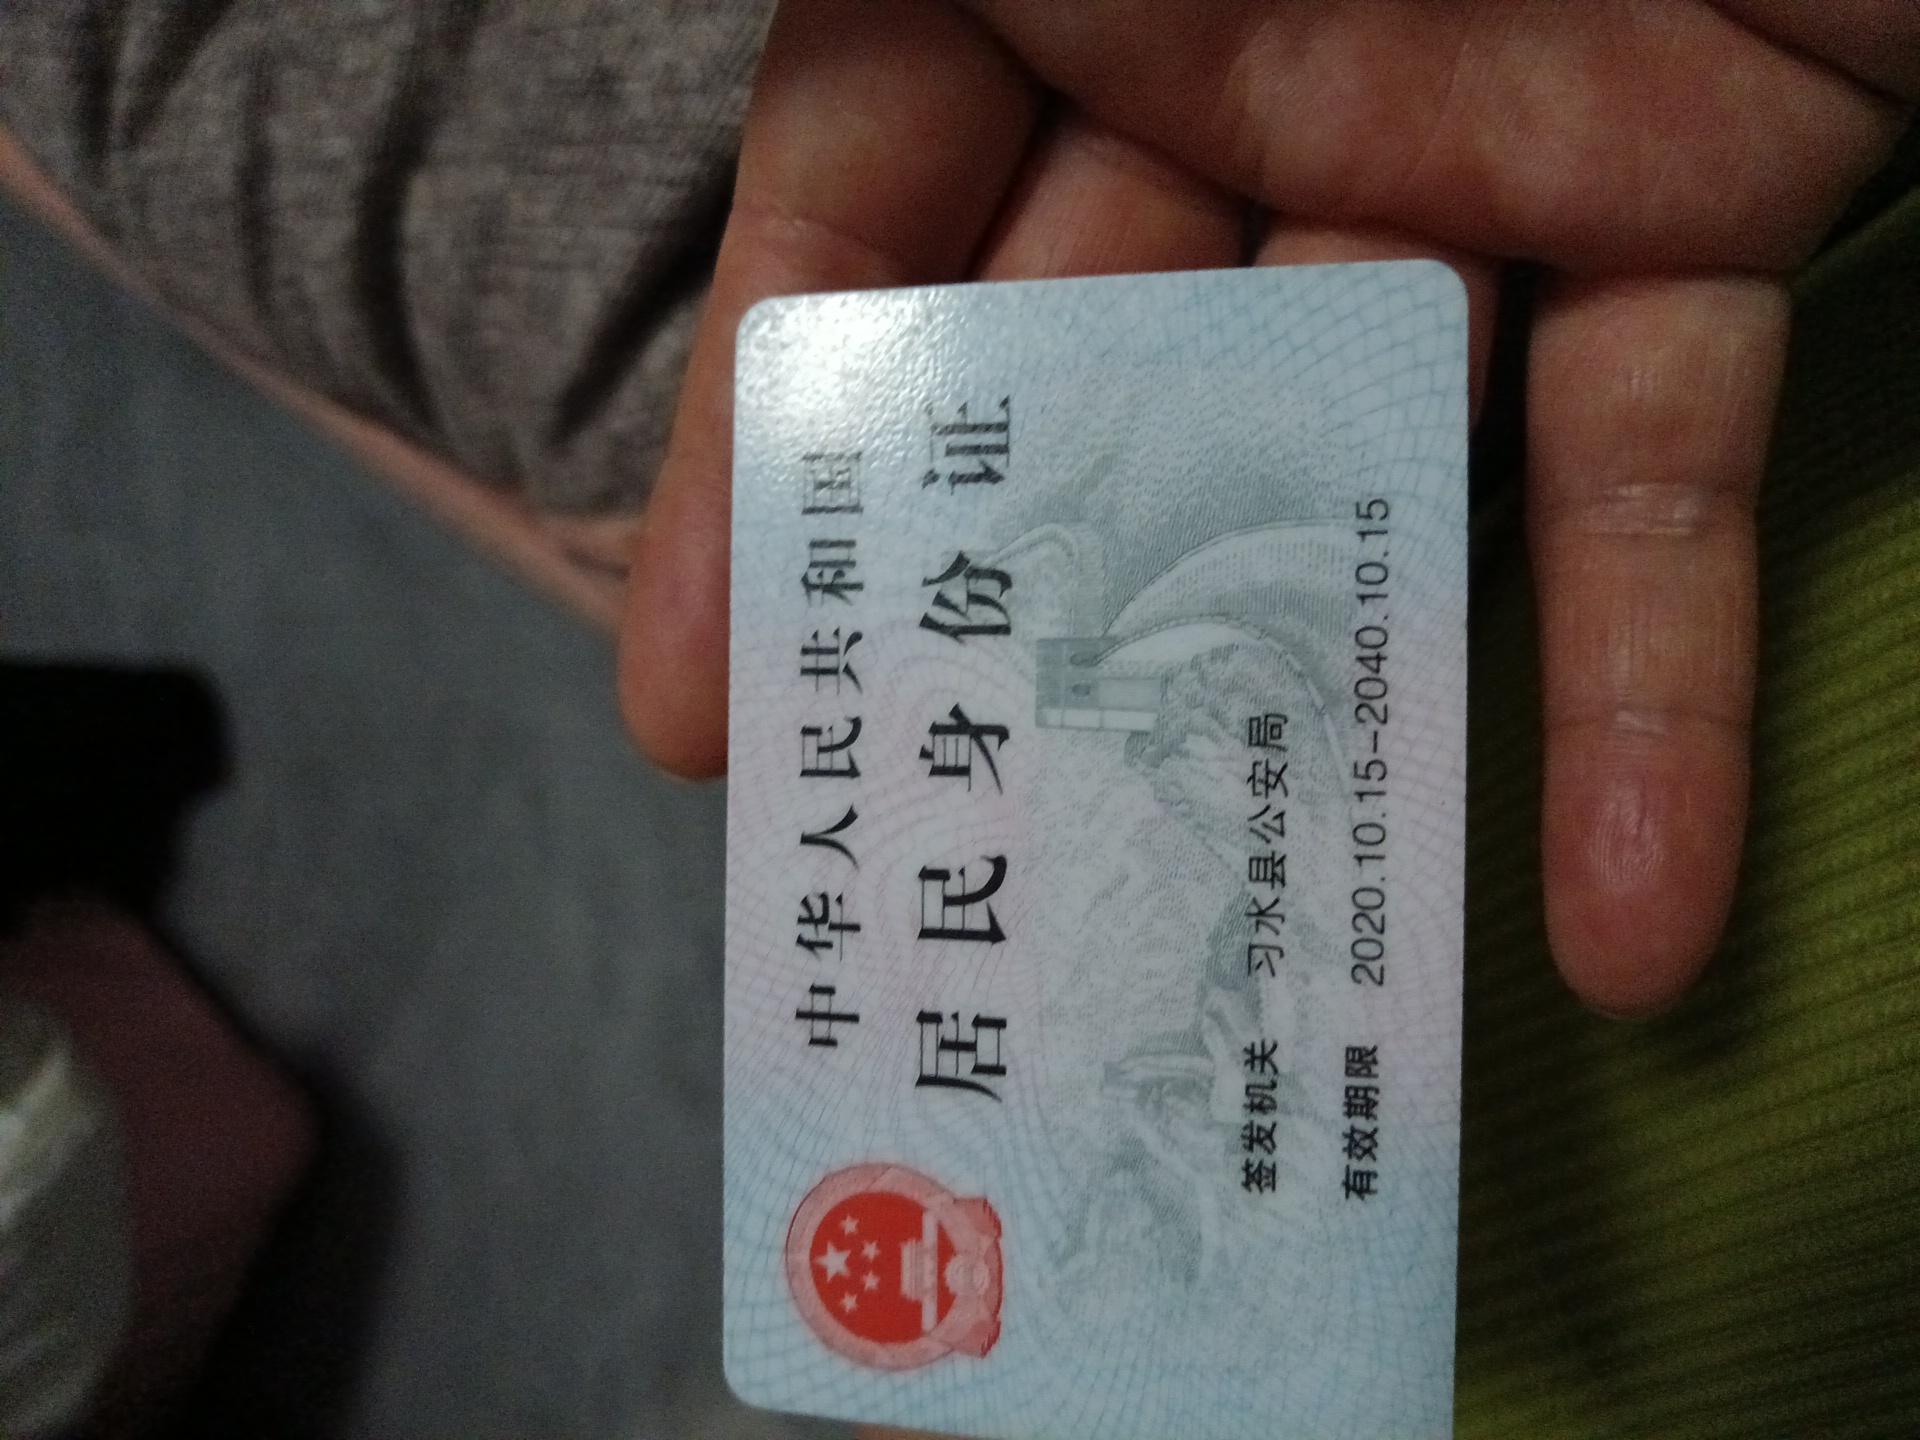 中华人民共和国
居民身份证
签发机关 习水县公安局
有效期限 2020.10.15-2040.10.15